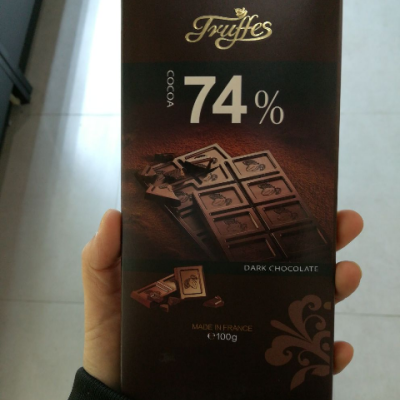 Truffes
COCOA
74%
DARK CHOCOLATE
MADE IN FRANCE
℮100g